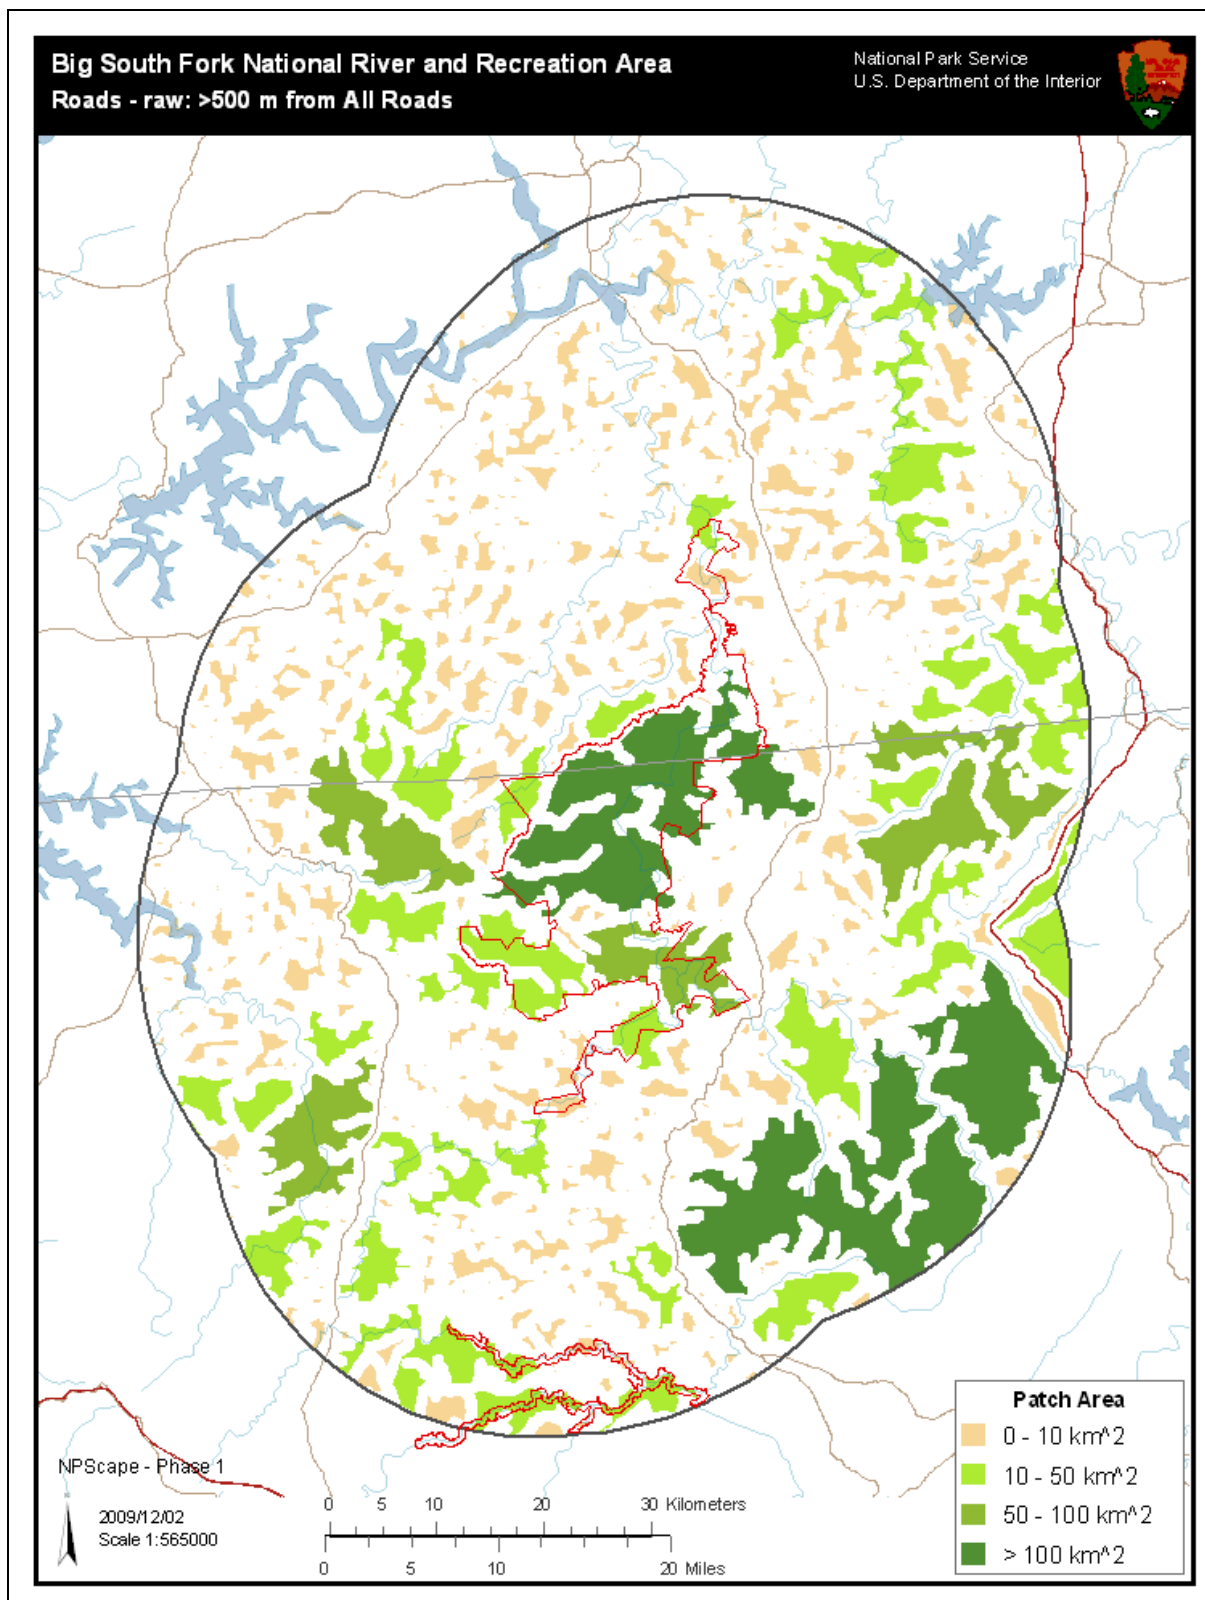 Big South Fork National River and Recreation Area
Roads - raw: >500 m from All Roads
National Park Service
U.S. Department of the Interior
Patch Area
0 - 10 km^2
10 - 50 km^2
50 - 100 km^2
> 100 km^2
NPScape - Phase 1
2009/12/02
Scale 1:565000
0 5 10 20 30 Kilometers
0 5 10 20 Miles